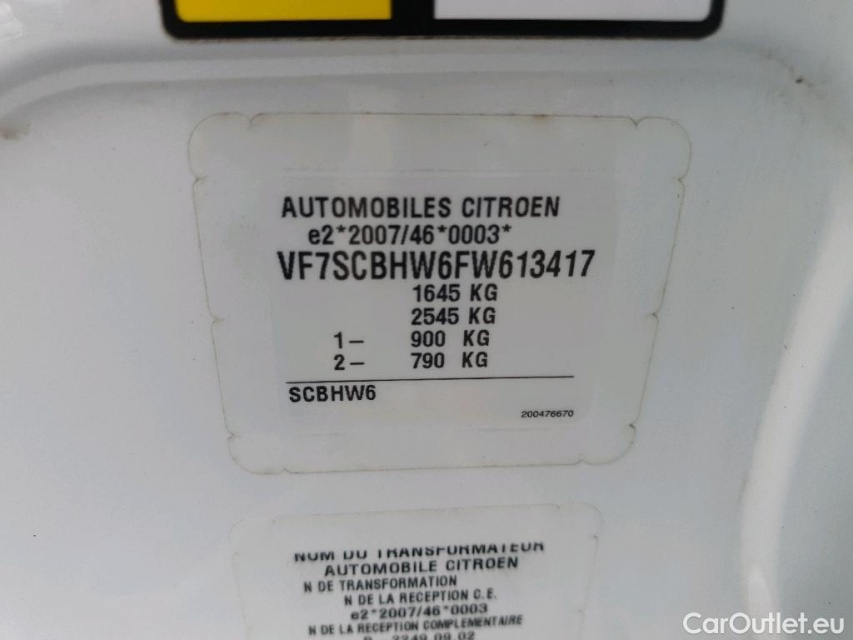 AUTOMOBILES CITROEN
e2*2007/46*0003*
VF7SCBHW6FW613417
1645 KG
2545 KG
1- 900 KG
2- 790 KG
SCBHW6
200476670
NOM DU TRANSFORMATEUR
AUTOMOBILE CITROEN
N DE TRANSFORMATION
N DE LA RECEPTION C.E.
e2*2007/46*0003
N DE LA RECEPTION COMPLEMENTAIRE
CarOutlet.eu